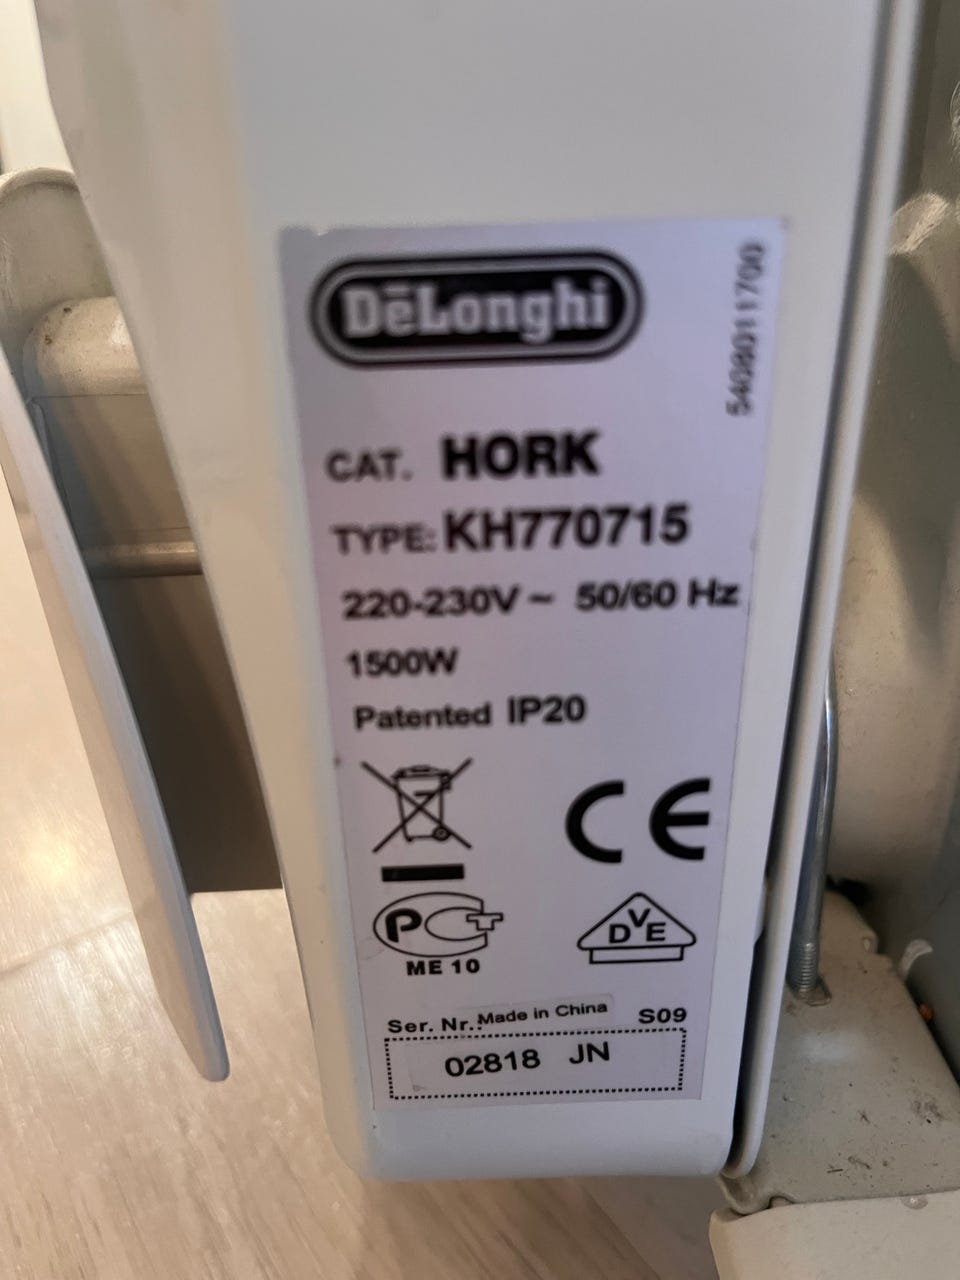 DēLonghi
5408011700
CAT. HORK
TYPE: KH770715
220-230V ~ 50/60 Hz
1500W
Patented IP20
CE
PCT
ME 10
DVE
Ser. Nr.: Made in China S09
02818 JN